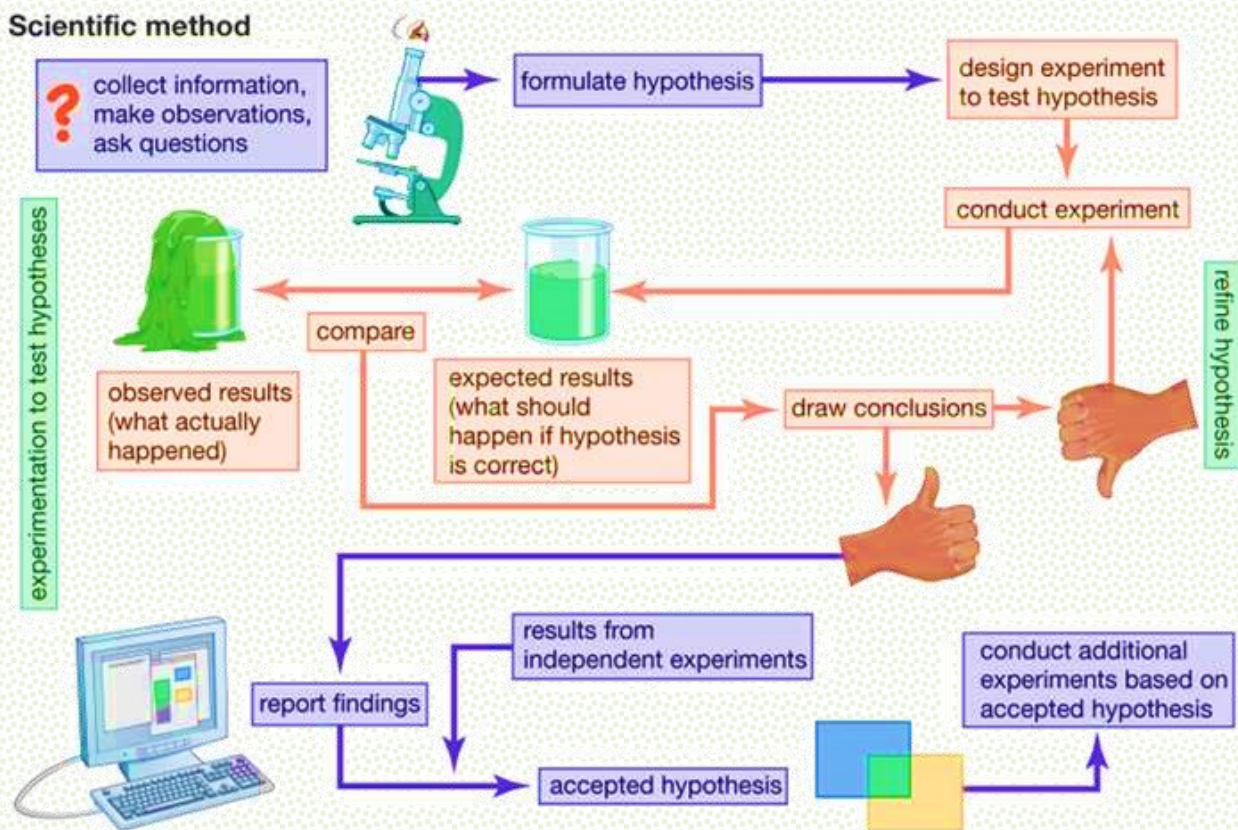 Scientific method
collect information,
make observations,
ask questions
formulate hypothesis
design experiment
to test hypothesis
conduct experiment
experimentation to test hypotheses
refine hypothesis
compare
observed results
(what actually
happened)
expected results
(what should
happen if hypothesis
is correct)
draw conclusions
results from
independent experiments
report findings
accepted hypothesis
conduct additional
experiments based on
accepted hypothesis